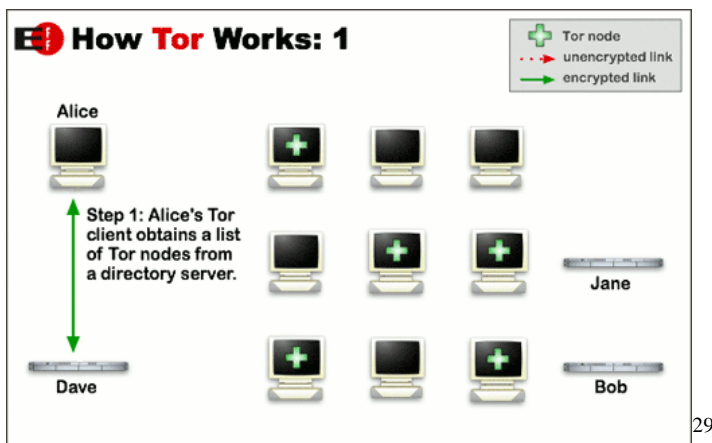 EFF How Tor Works: 1
Tor node
unencrypted link
encrypted link
Alice
Step 1: Alice's Tor
client obtains a list
of Tor nodes from
a directory server.
Jane
Dave
Bob
29